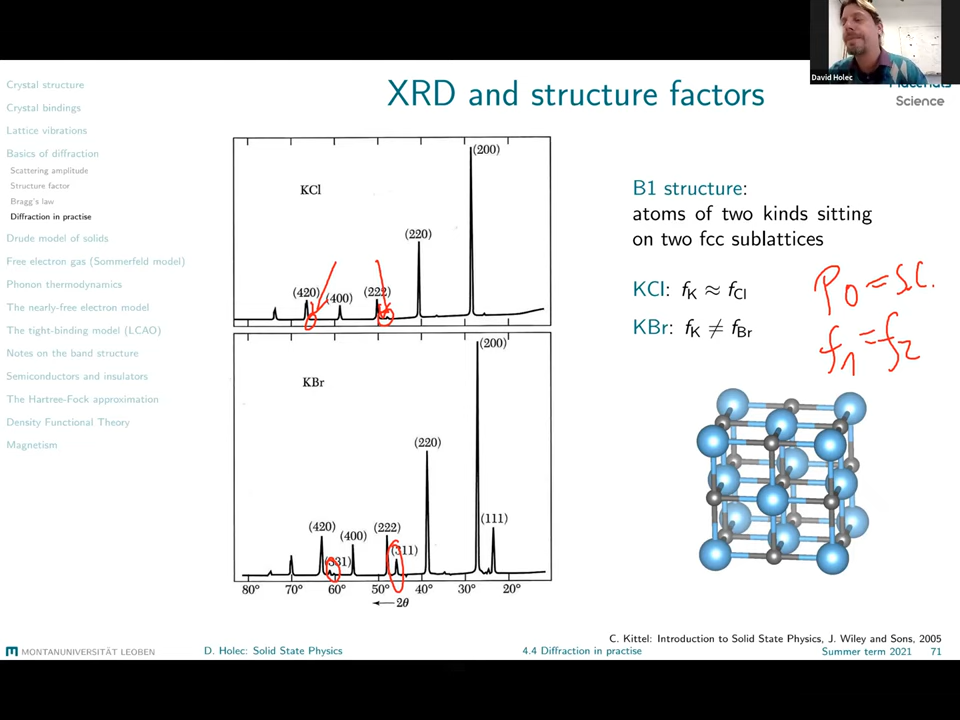 David Holec
XRD and structure factors
Materials
Science
Crystal structure
Crystal bindings
Lattice vibrations
Basics of diffraction
Scattering amplitude
Structure factor
Bragg's law
Diffraction in practise
Drude model of solids
Free electron gas (Sommerfeld model)
Phonon thermodynamics
The nearly-free electron model
The tight-binding model (LCAO)
Notes on the band structure
Semiconductors and insulators
The Hartree-Fock approximation
Density Functional Theory
Magnetism
KCl
(200)
(220)
(420)
(400)
(222)
KBr
(200)
(220)
(111)
(420)
(400)
(222)
(331)
(311)
80° 70° 60° 50° 40° 30° 20°
2θ
B1 structure:
atoms of two kinds sitting
on two fcc sublattices
KCl: fK ≈ fCl
KBr: fK ≠ fBr
Po = s.c.
f1 = f2
C. Kittel: Introduction to Solid State Physics, J. Wiley and Sons, 2005
MONTANUNIVERSITÄT LEOBEN D. Holec: Solid State Physics 4.4 Diffraction in practise Summer term 2021 71